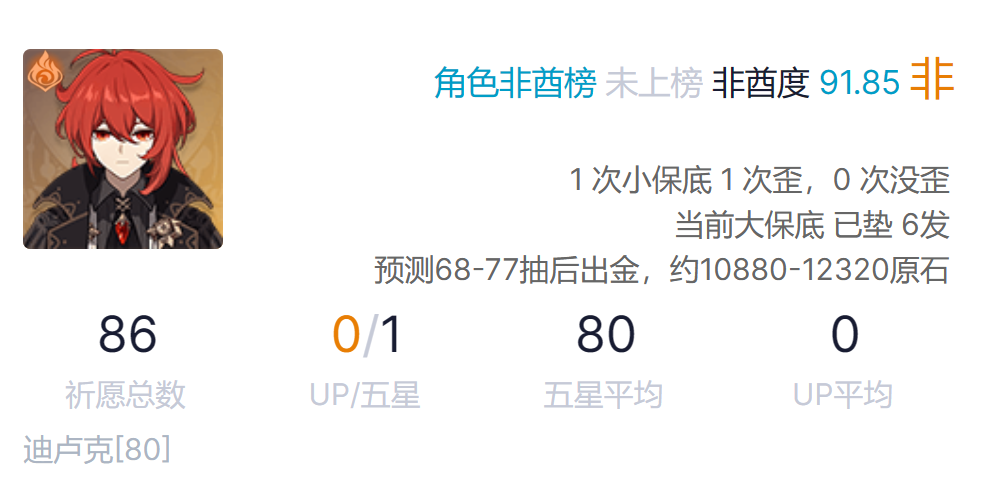 角色非酋榜 未上榜 非酋度 91.85 非
1 次小保底 1 次歪，0 次没歪
当前大保底 已垫 6发
预测68-77抽后出金，约10880-12320原石
86 0/1 80 0
祈愿总数 UP/五星 五星平均 UP平均
迪卢克[80]